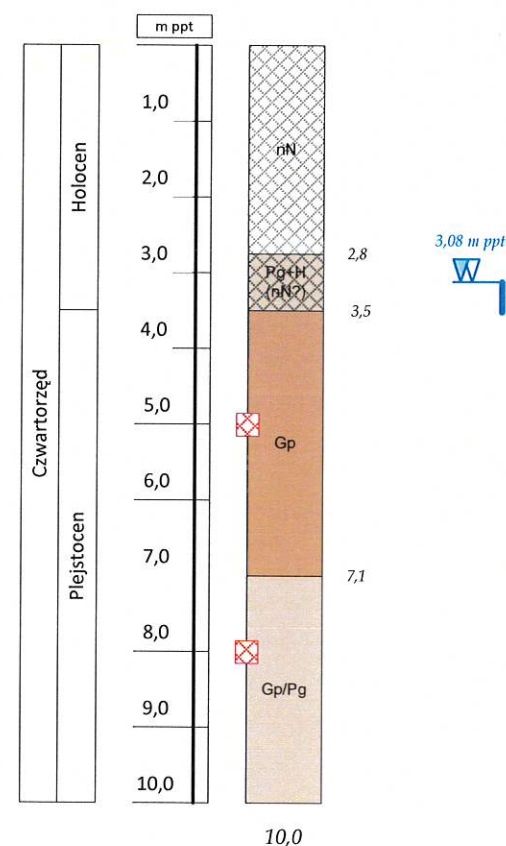 m ppt
Czwartorzęd
Holocen
Plejstocen
1,0
2,0
3,0
4,0
5,0
6,0
7,0
8,0
9,0
10,0
nN
2,8
Pg+H
(nN?)
3,5
Gp
7,1
Gp/Pg
10,0
3,08 m ppt